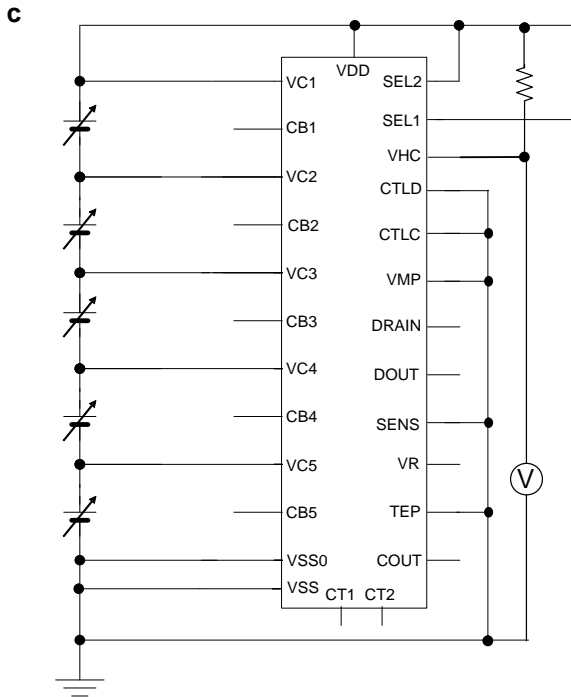 c
VDD
VC1
SEL2
CB1
SEL1
VHC
VC2
CTLD
CB2
CTLC
VC3
VMP
CB3
DRAIN
VC4
DOUT
CB4
SENS
VC5
VR
CB5
TEP
V
VSS0
COUT
VSS
CT1 CT2